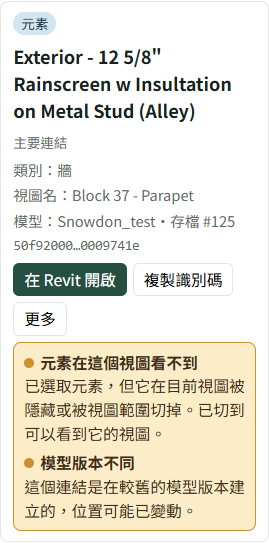 元素
Exterior - 12 5/8"
Rainscreen w Insultation
on Metal Stud (Alley)
主要連結
類別：牆
視圖名：Block 37 - Parapet
模型：Snowdon_test・存檔 #125
50f92000…0009741e
在 Revit 開啟
複製識別碼
更多
元素在這個視圖看不到
已選取元素，但它在目前視圖被
隱藏或被視圖範圍切掉。已切到
可以看到它的視圖。
模型版本不同
這個連結是在較舊的模型版本建
立的，位置可能已變動。